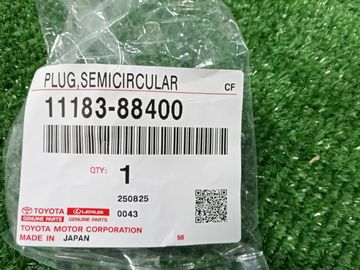 PLUG,SEMICIRCULAR CF
11183-88400
QTY: 1
250825
TOYOTA LEXUS 0043
GENUINE PARTS GENUINE PARTS
TOYOTA MOTOR CORPORATION
MADE IN JAPAN 98